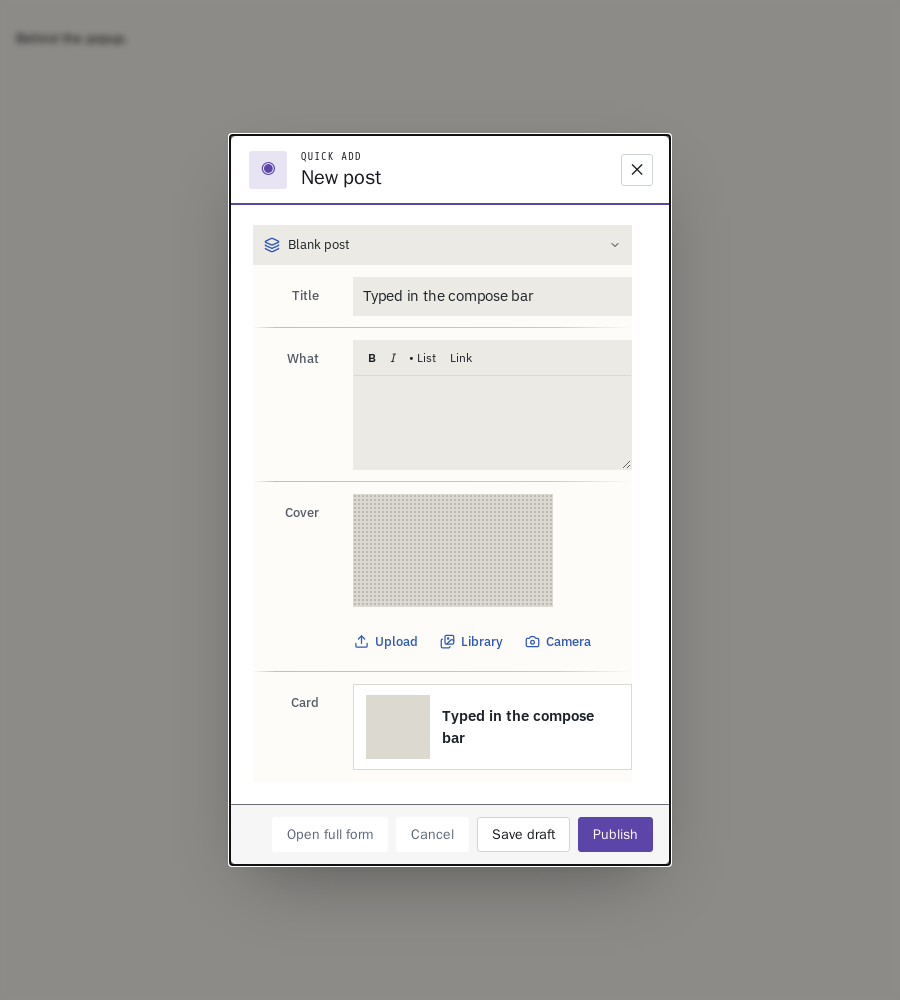 Behind the popup.
QUICK ADD
New post
Blank post
Title
Typed in the compose bar
What
B I • List Link
Cover
Upload Library Camera
Card
Typed in the compose
bar
Open full form Cancel Save draft Publish